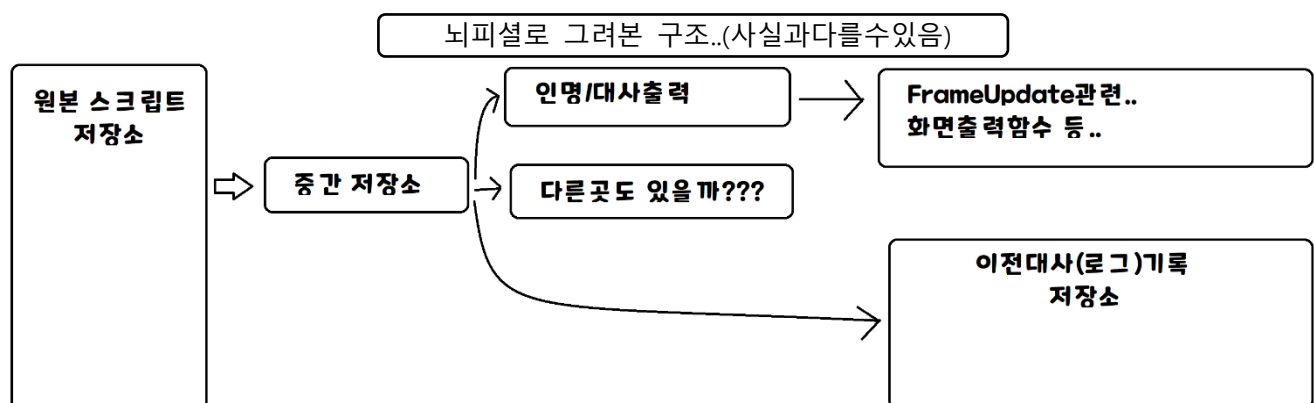 뇌피셜로 그려본 구조..(사실과다를수있음)
원본 스크립트
저장소
중간 저장소
인명/대사출력
다른곳도 있을까???
FrameUpdate관련..
화면출력함수 등..
이전대사(로그)기록
저장소